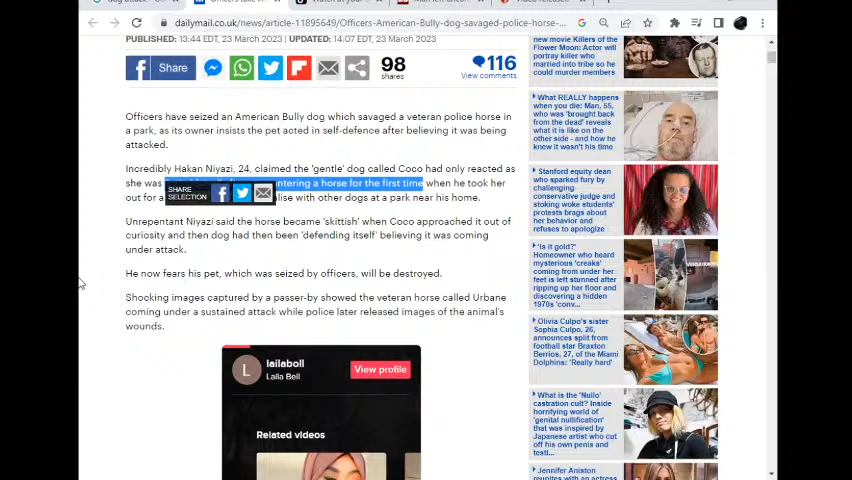 dailymail.co.uk/news/article-11895649/Officers-American-Bully-dog-savaged-police-horse-...
PUBLISHED: 13:44 EDT, 23 March 2023 | UPDATED: 14:07 EDT, 23 March 2023
Share
98
shares
116
View comments
Officers have seized an American Bully dog which savaged a veteran police horse in
a park, as its owner insists the pet acted in self-defence after believing it was being
attacked.
Incredibly Hakan Niyazi, 24, claimed the 'gentle' dog called Coco had only reacted as
she was
ntering a horse for the first time when he took her
out for a
alise with other dogs at a park near his home.
SHARE
SELECTION
Unrepentant Niyazi said the horse became 'skittish' when Coco approached it out of
curiosity and then dog had then been 'defending itself' believing it was coming
under attack.
He now fears his pet, which was seized by officers, will be destroyed.
Shocking images captured by a passer-by showed the veteran horse called Urbane
coming under a sustained attack while police later released images of the animal's
wounds.
L
lailaboll
Laila Bell
View profile
Related videos
new movie Killers of the
Flower Moon: Actor will
portray killer who
married into tribe so he
could murder members
What REALLY happens
when you die: Man, 55,
who was 'brought back
from the dead' reveals
what it is like on the
other side - and how
he knew it wasn't his time
Stanford equity dean
who sparked fury by
challenging
conservative judge and
stoking woke students'
protests brags about
her behavior and
refuses to apologize
'Is it gold?'
Homeowner who heard
mysterious 'creaks'
coming from under her
feet is left stunned after
ripping up her floor and
discovering a hidden
1970s 'conv...
Olivia Culpo's sister
Sophia Culpo, 26,
announces split from
football star Braxton
Berrios, 27, of the Miami
Dolphins: 'Really hard'
What is the 'Nullo'
castration cult? Inside
horrifying world of
'genital nullification'
that was inspired by
Japanese artist who cut
off his own penis and
testi...
Jennifer Aniston
reunites with an actress